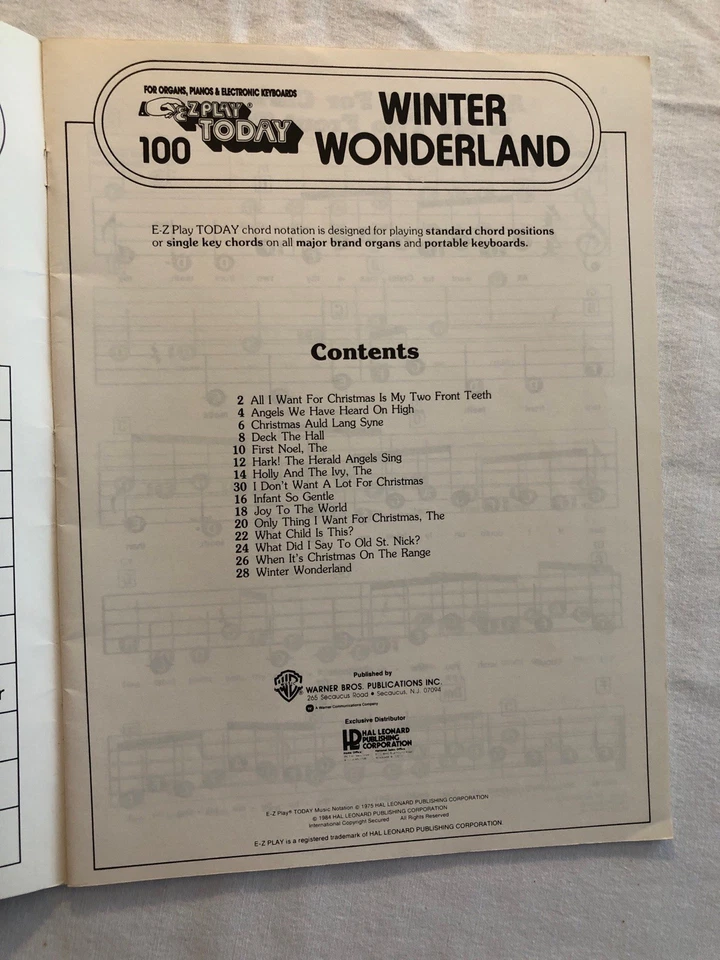 FOR ORGANS, PIANOS & ELECTRONIC KEYBOARDS
E-Z PLAY®
TODAY
100
WINTER
WONDERLAND
E-Z Play TODAY chord notation is designed for playing standard chord positions
or single key chords on all major brand organs and portable keyboards.
Contents
2 All I Want For Christmas Is My Two Front Teeth
4 Angels We Have Heard On High
6 Christmas Auld Lang Syne
8 Deck The Hall
10 First Noel, The
12 Hark! The Herald Angels Sing
14 Holly And The Ivy, The
30 I Don't Want A Lot For Christmas
16 Infant So Gentle
18 Joy To The World
20 Only Thing I Want For Christmas, The
22 What Child Is This?
24 What Did I Say To Old St. Nick?
26 When It's Christmas On The Range
28 Winter Wonderland
Published by
WB
WARNER BROS. PUBLICATIONS INC.
265 Secaucus Road • Secaucus, N.J. 07094
A Warner Communications Company
Exclusive Distributor
HAL LEONARD
PUBLISHING
CORPORATION
E-Z Play® TODAY Music Notation © 1975 HAL LEONARD PUBLISHING CORPORATION
© 1984 HAL LEONARD PUBLISHING CORPORATION
International Copyright Secured All Rights Reserved
E-Z PLAY is a registered trademark of HAL LEONARD PUBLISHING CORPORATION.